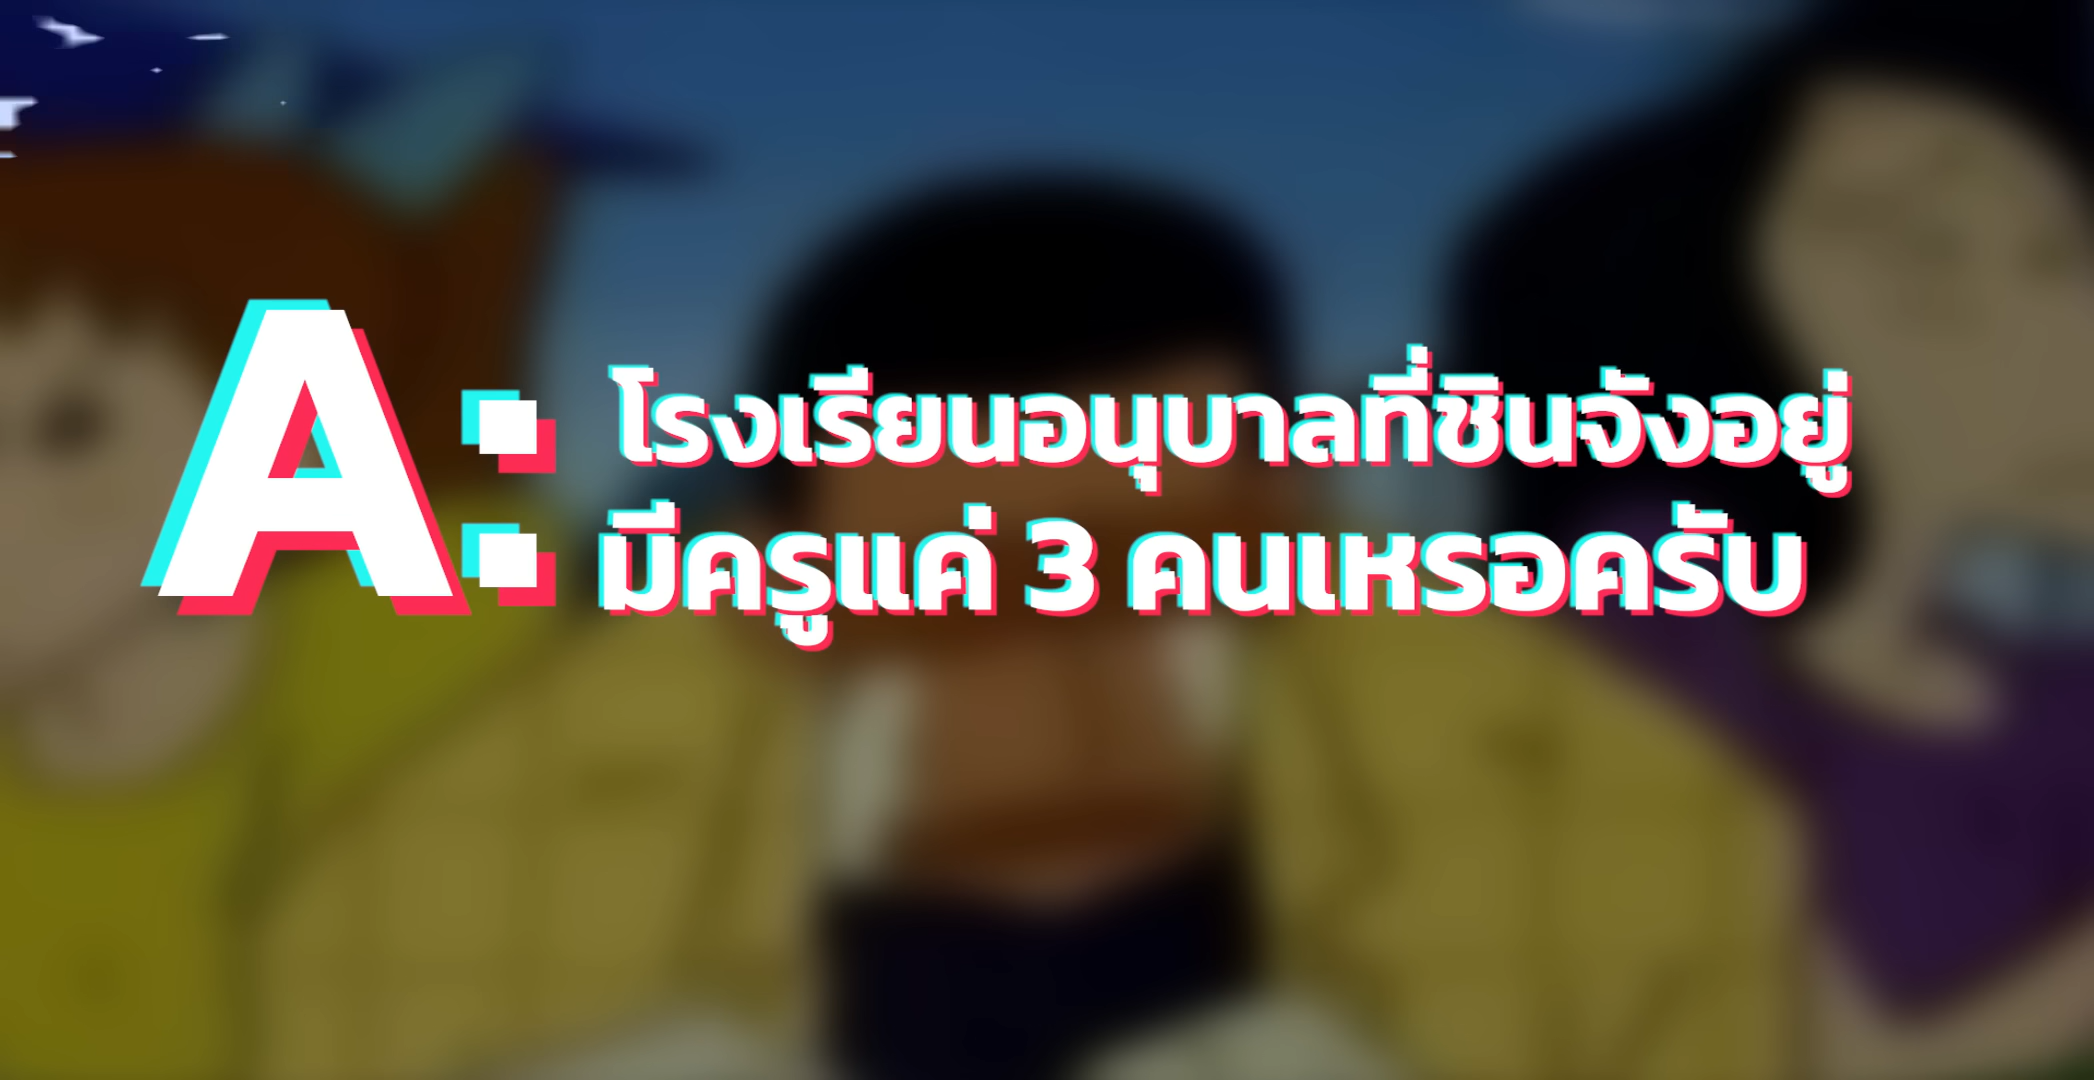 A:
โรงเรียนอนุบาลที่ชินจังอยู่
มีครูแค่ 3 คนเหรอครับ